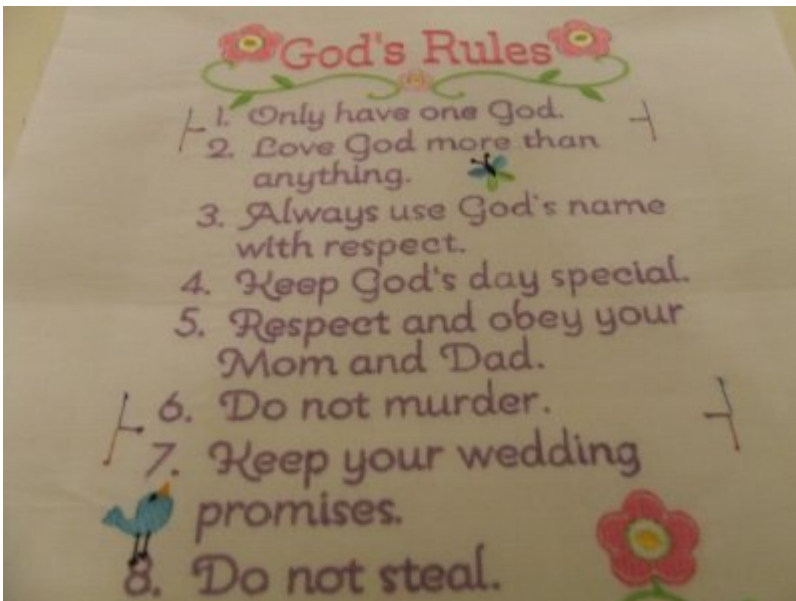 God's Rules
1. Only have one God.
2. Love God more than
anything.
3. Always use God's name
with respect.
4. Keep God's day special.
5. Respect and obey your
Mom and Dad.
6. Do not murder.
7. Keep your wedding
promises.
8. Do not steal.